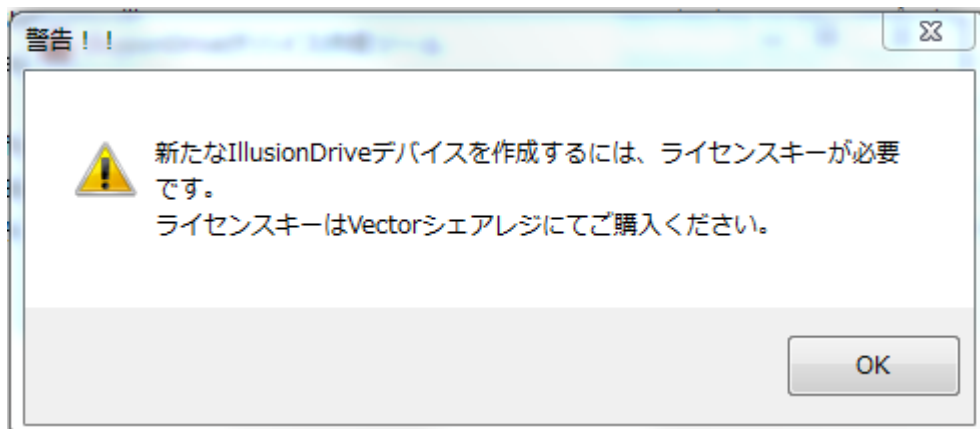 警告！！
新たなIllusionDriveデバイスを作成するには、ライセンスキーが必要
です。
ライセンスキーはVectorシェアレジにてご購入ください。
OK